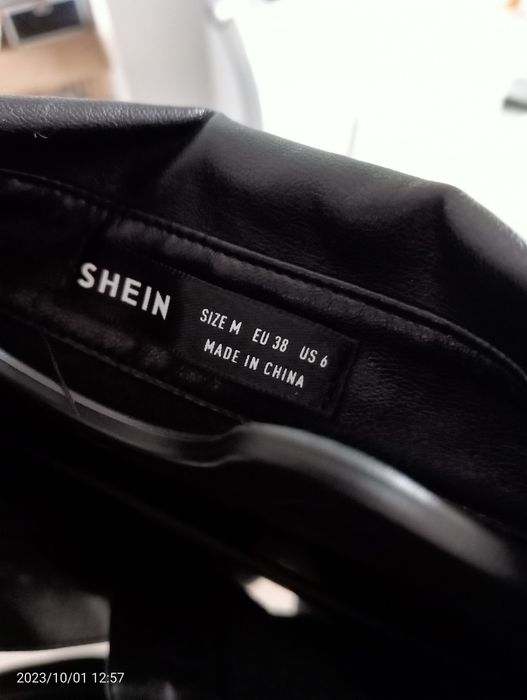 SHEIN
SIZE M EU 38 US 6
MADE IN CHINA
2023/10/01 12:57